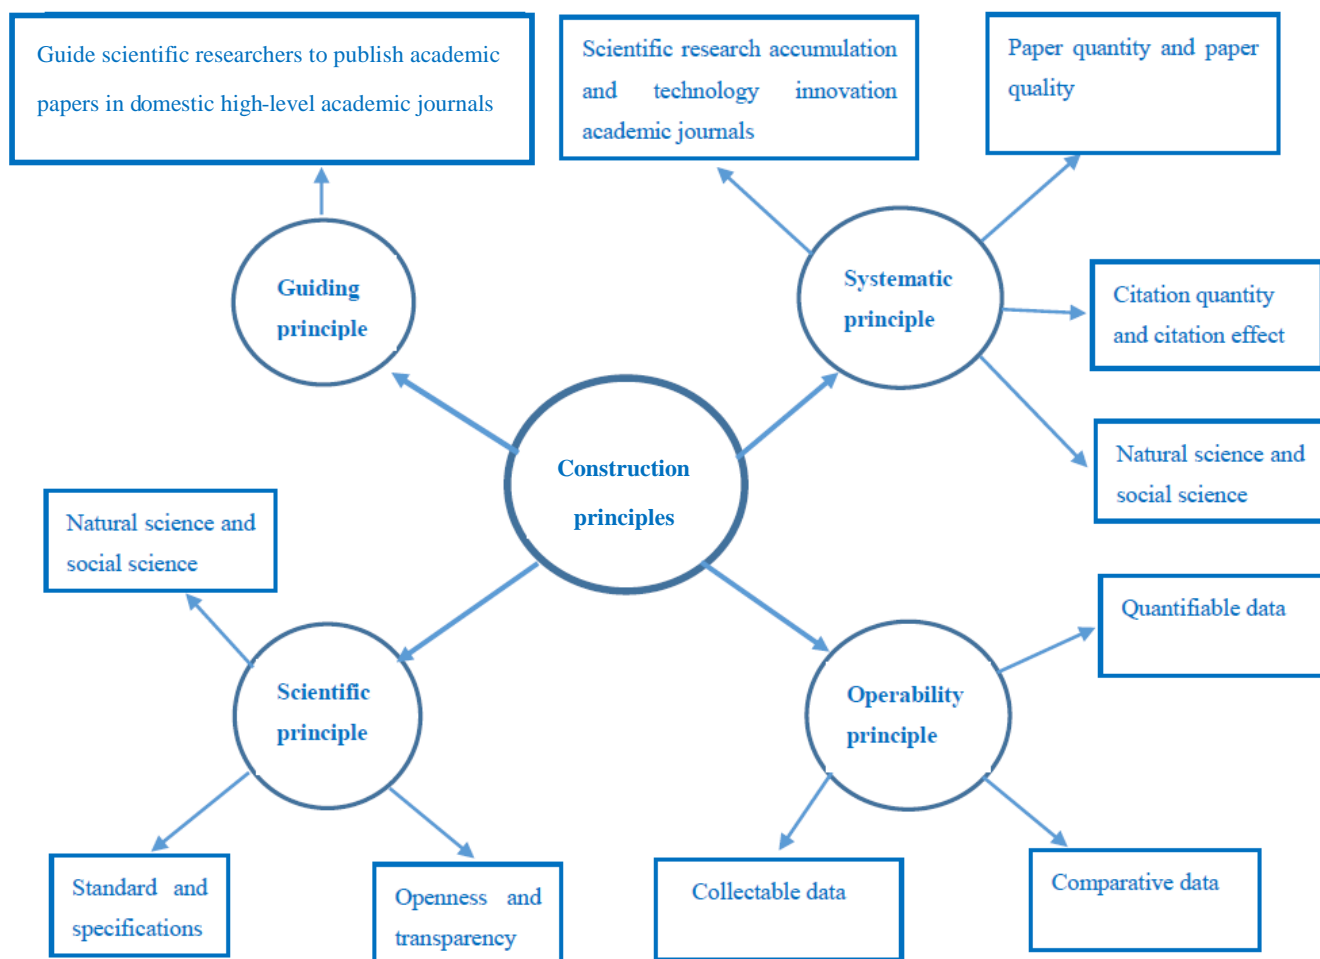 Guide scientific researchers to publish academic
papers in domestic high-level academic journals
Scientific research accumulation
and technology innovation
academic journals
Paper quantity and paper
quality
Guiding
principle
Systematic
principle
Citation quantity
and citation effect
Construction
principles
Natural science and
social science
Natural science and
social science
Quantifiable data
Scientific
principle
Operability
principle
Standard and
specifications
Openness and
transparency
Collectable data
Comparative data